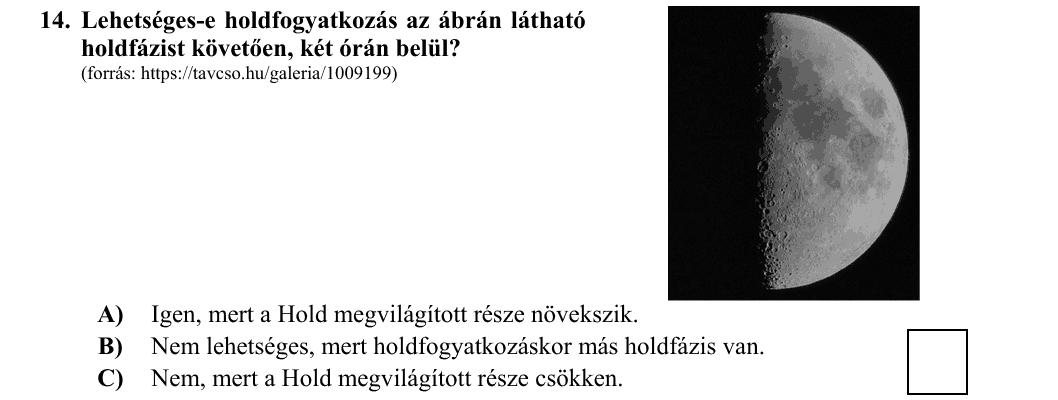 14. Lehetséges-e holdfogyatkozás az ábrán látható
holdfázist követően, két órán belül?
(forrás: https://tavcso.hu/galeria/1009199)
A) Igen, mert a Hold megvilágított része növekszik.
B) Nem lehetséges, mert holdfogyatkozáskor más holdfázis van.
C) Nem, mert a Hold megvilágított része csökken.